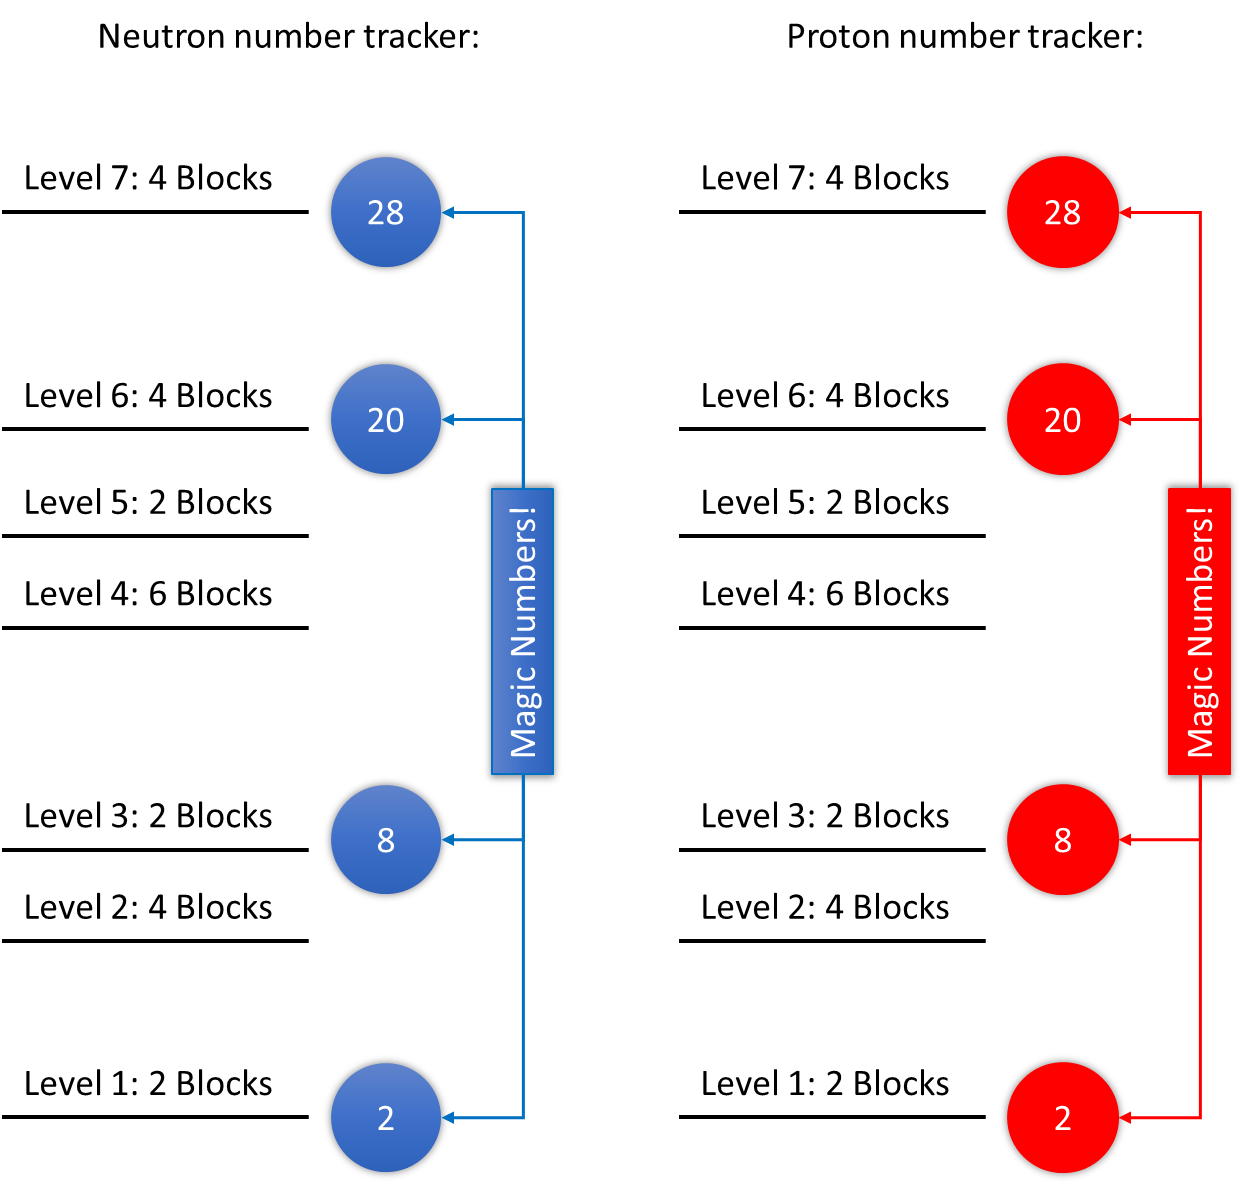 Neutron number tracker:
Level 7: 4 Blocks
28
Level 6: 4 Blocks
20
Level 5: 2 Blocks
Level 4: 6 Blocks
Magic Numbers!
Level 3: 2 Blocks
8
Level 2: 4 Blocks
Level 1: 2 Blocks
2
Proton number tracker:
Level 7: 4 Blocks
28
Level 6: 4 Blocks
20
Level 5: 2 Blocks
Level 4: 6 Blocks
Magic Numbers!
Level 3: 2 Blocks
8
Level 2: 4 Blocks
Level 1: 2 Blocks
2